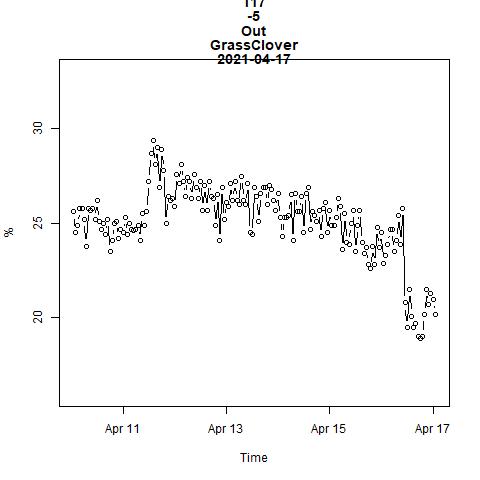 117
-5
Out
GrassClover
2021-04-17
%
30
25
20
Apr 11
Apr 13
Apr 15
Apr 17
Time